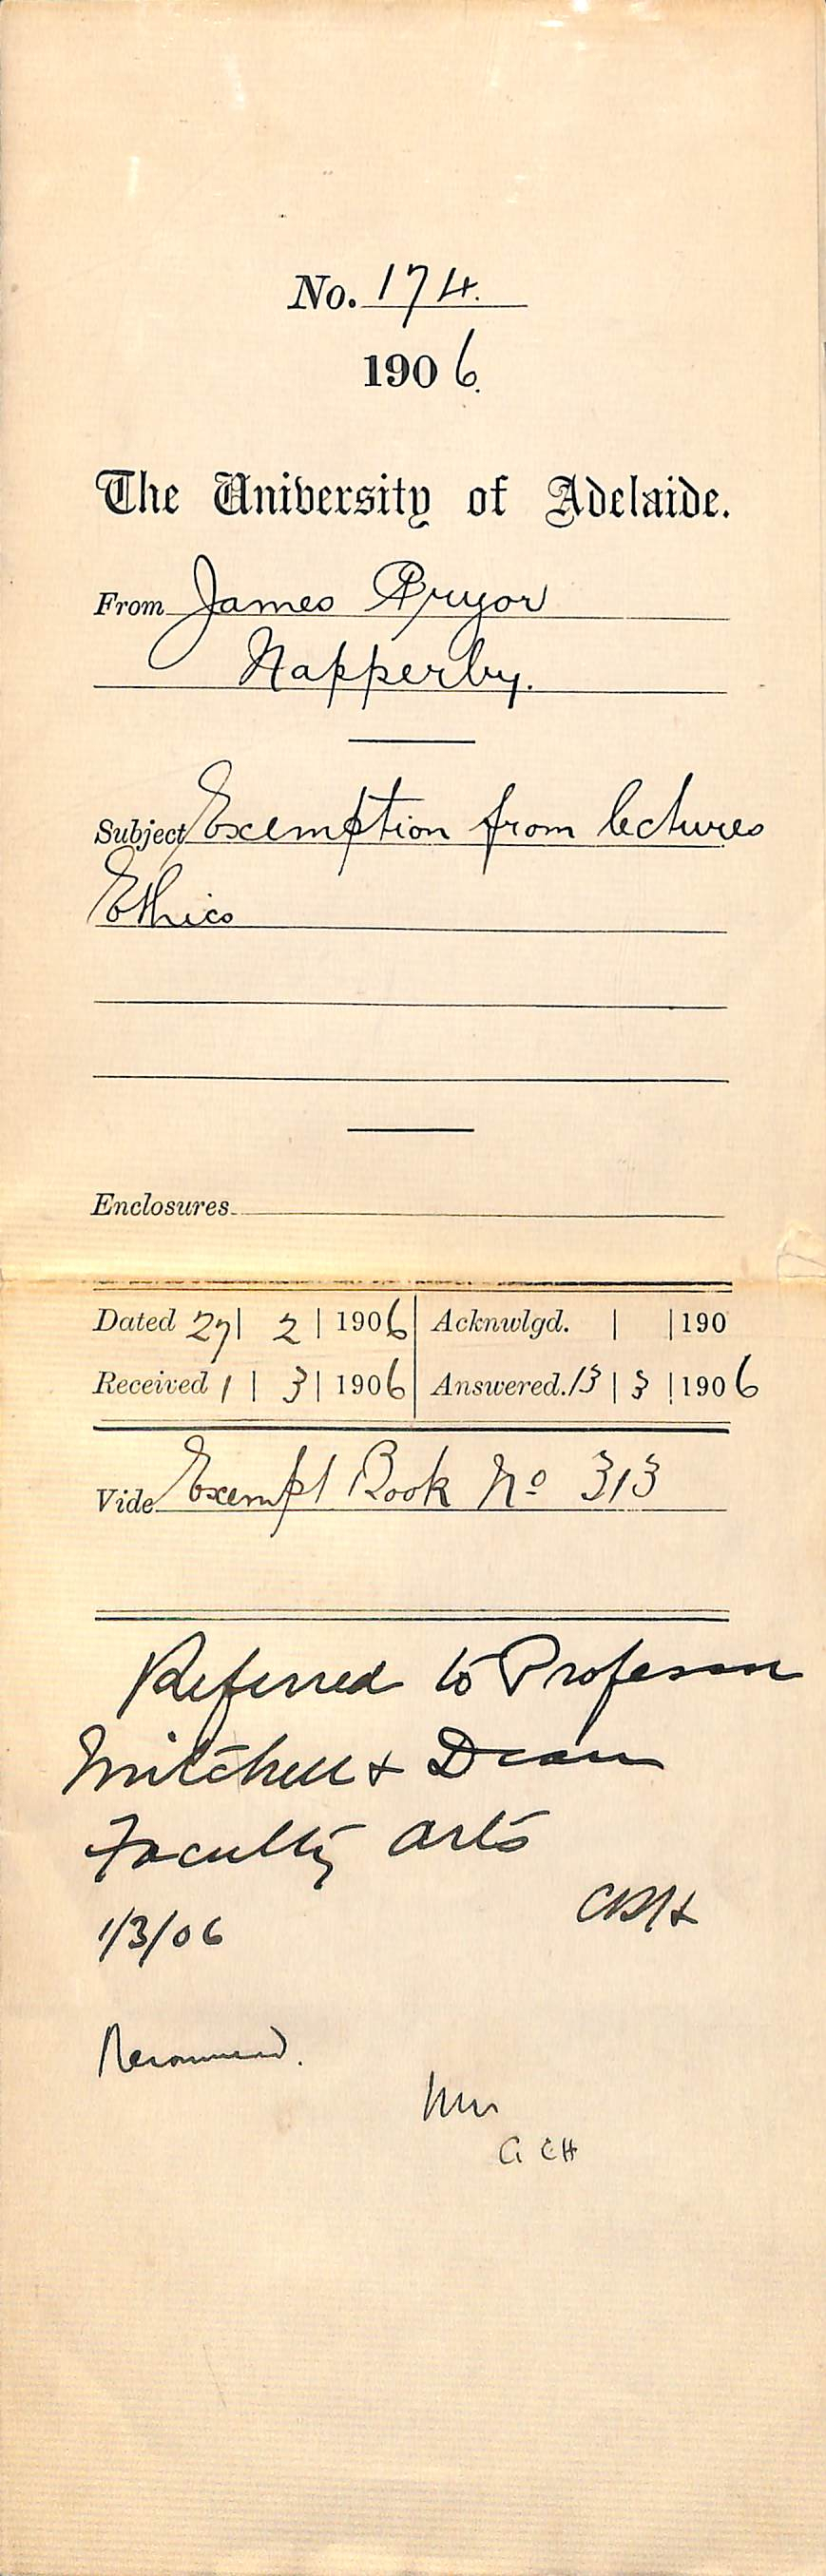 No. 174.
1906.
The University of Adelaide.
From James Pryor
Napperby.
Subject Exemption from lectures
Ethics
Enclosures
Dated 27 | 2 | 1906 Acknwlgd. | | 190
Received 1 | 3 | 1906 Answered. 13 | 3 | 1906
Vide Exempt Book No 313
Referred to Professor
Mitchell & Dean
Faculty Arts
1/3/06
Recommend.